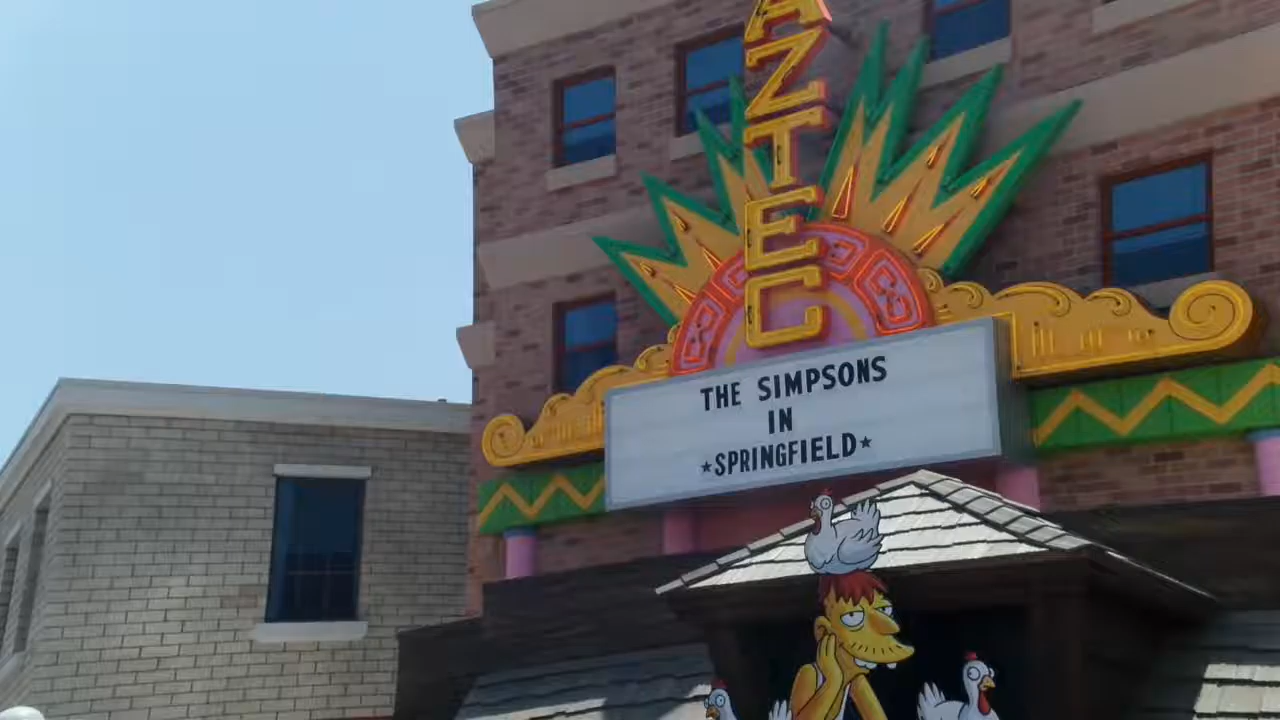 AZTEC
THE SIMPSONS
IN
★SPRINGFIELD★